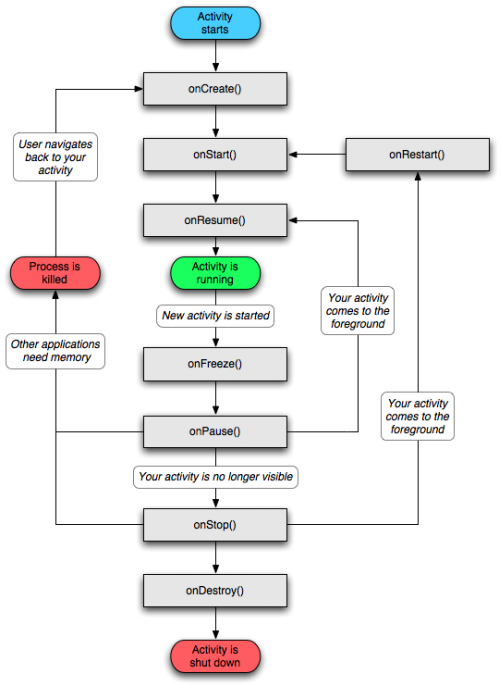 Activity
starts
onCreate()
User navigates
back to your
activity
onStart()
onRestart()
onResume()
Process is
killed
Activity is
running
Your activity
comes to the
foreground
New activity is started
Other applications
need memory
onFreeze()
Your activity
comes to the
foreground
onPause()
Your activity is no longer visible
onStop()
onDestroy()
Activity is
shut down